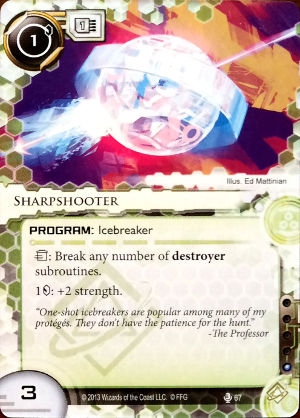 1
1
Illus. Ed Mattinian
SHARPSHOOTER
PROGRAM: Icebreaker
: Break any number of destroyer
subroutines.
1: +2 strength.
"One-shot icebreakers are popular among many of my
protégés. They don't have the patience for the hunt."
-The Professor
3
© 2013 Wizards of the Coast LLC. © FFG
67